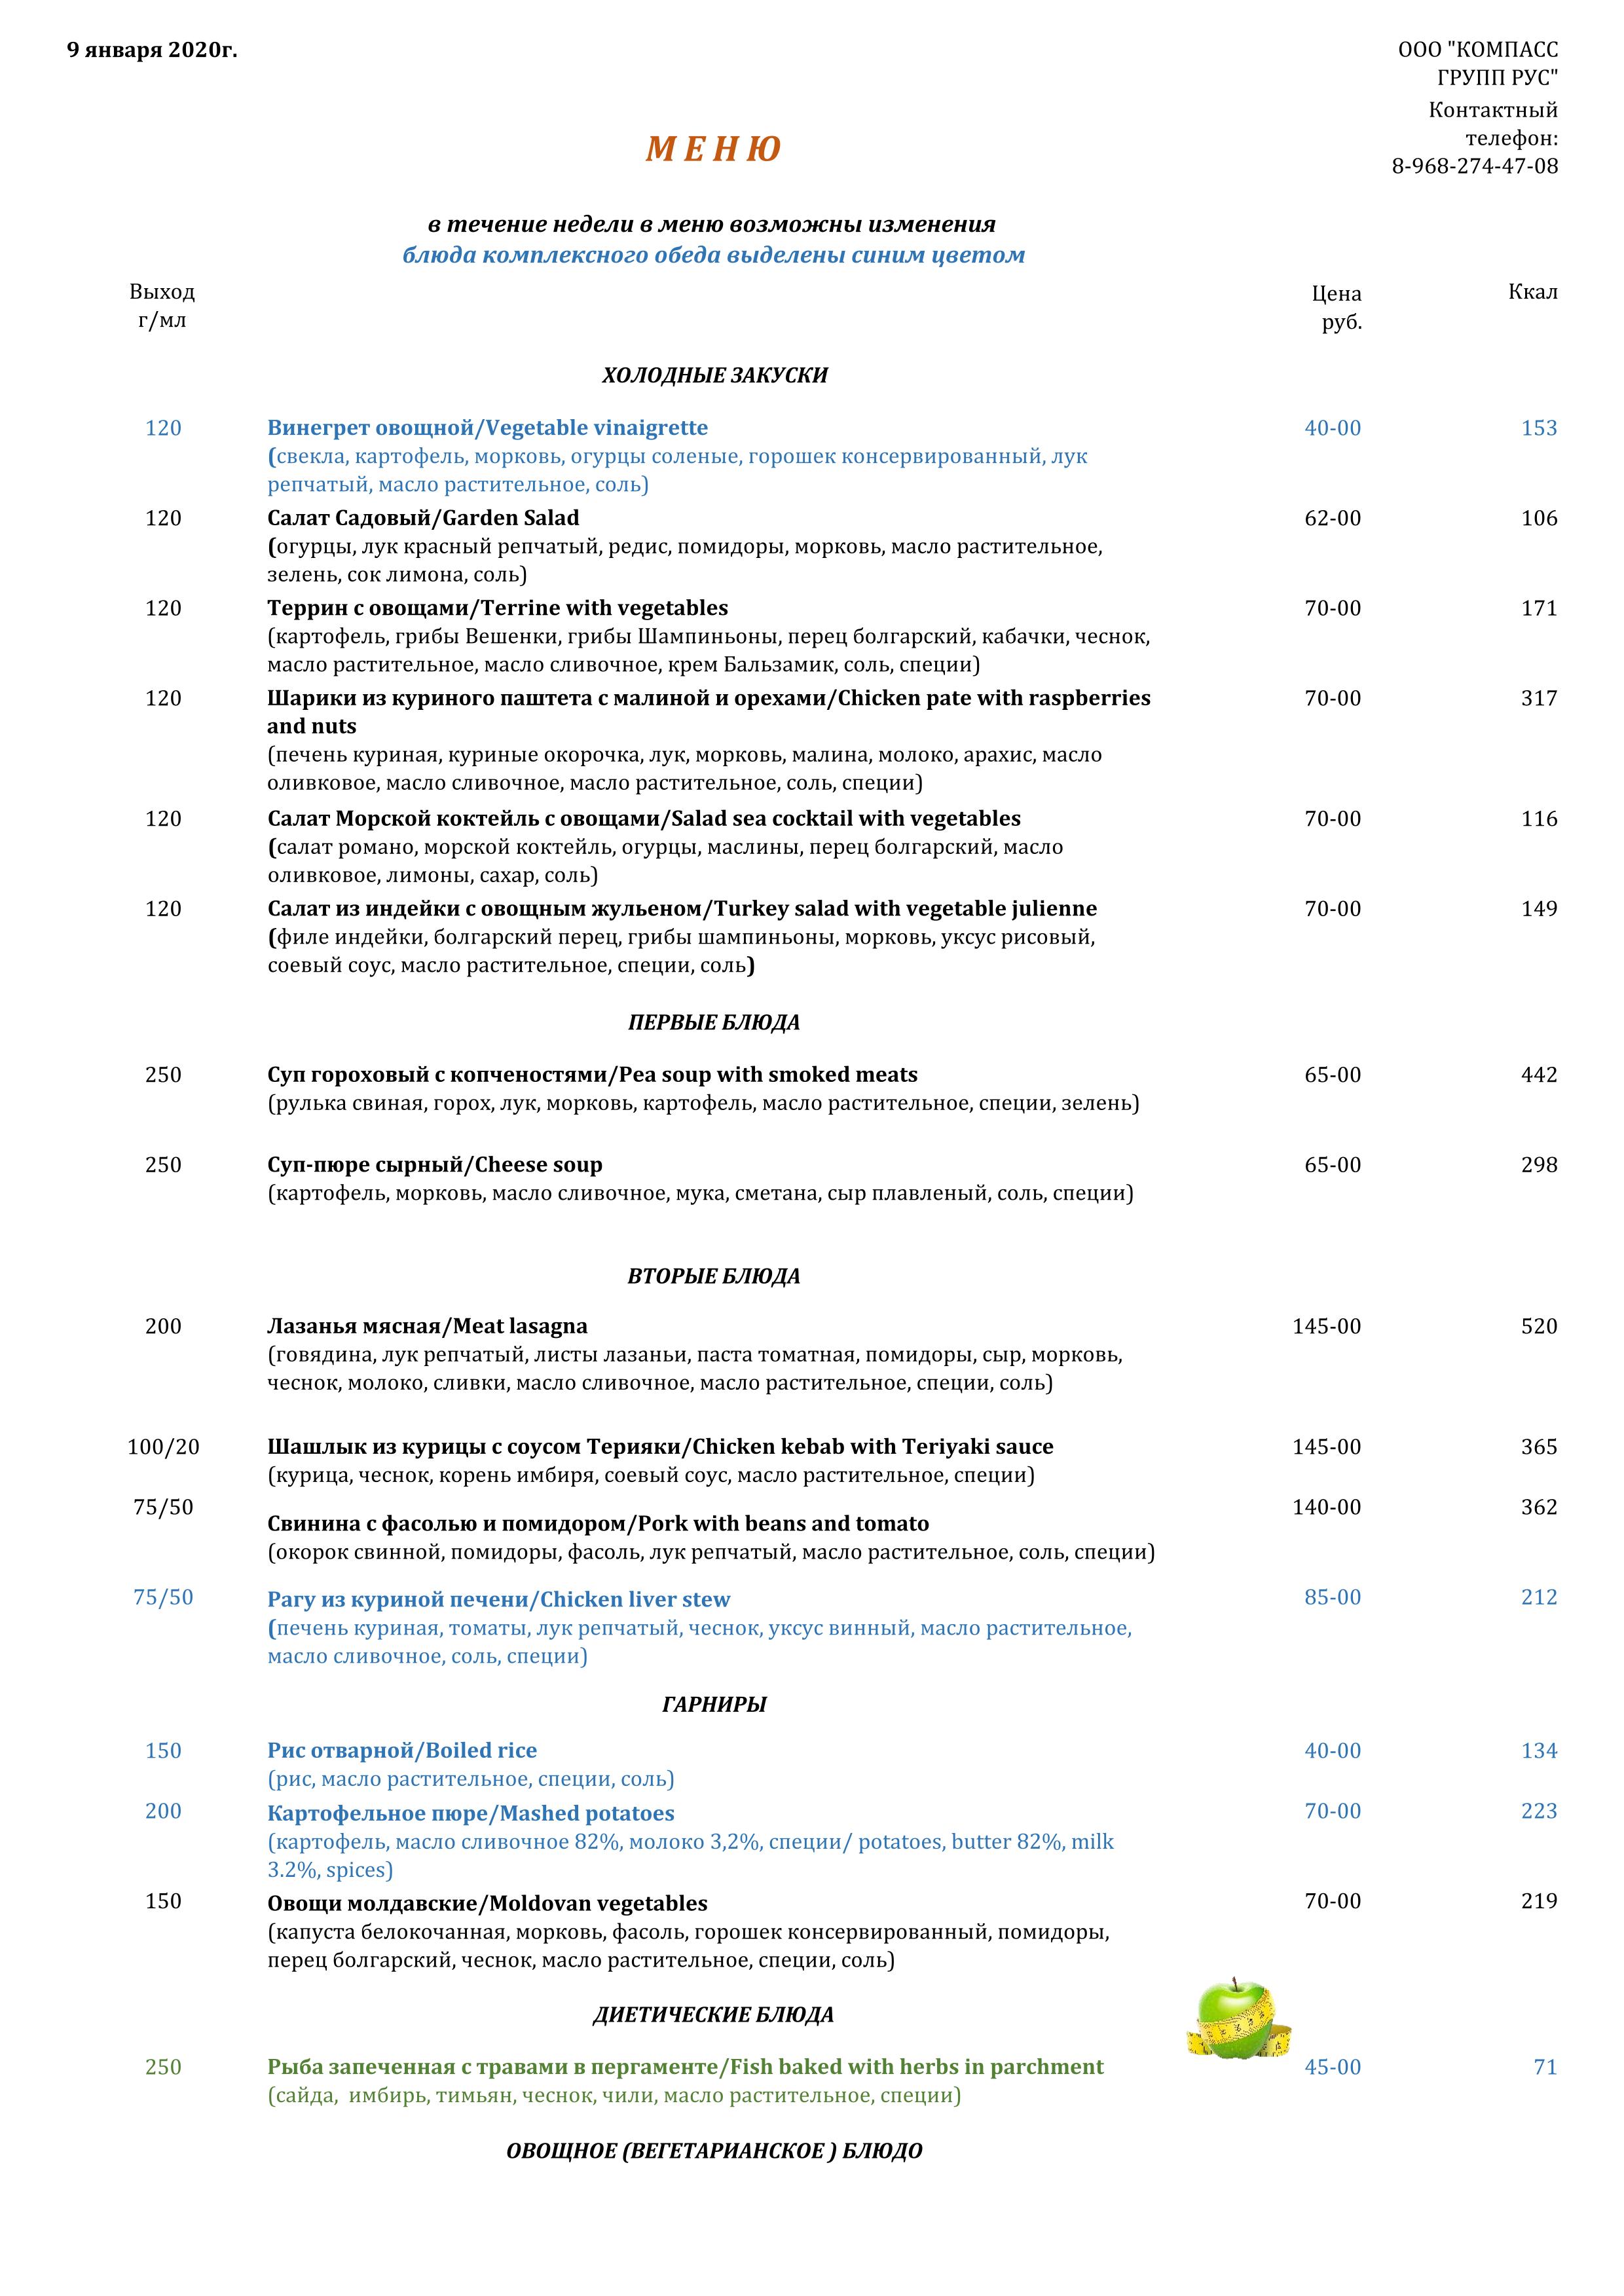 9 января 2020г.
ООО "КОМПАСС
ГРУПП РУС"
Контактный
телефон:
8-968-274-47-08
М Е Н Ю
в течение недели в меню возможны изменения
блюда комплексного обеда выделены синим цветом
Выход
г/мл
Цена
руб.
Ккал
ХОЛОДНЫЕ ЗАКУСКИ
120 Винегрет овощной/Vegetable vinaigrette 40-00 153
(свекла, картофель, морковь, огурцы соленые, горошек консервированный, лук
репчатый, масло растительное, соль)
120 Салат Садовый/Garden Salad 62-00 106
(огурцы, лук красный репчатый, редис, помидоры, морковь, масло растительное,
зелень, сок лимона, соль)
120 Террин с овощами/Terrine with vegetables 70-00 171
(картофель, грибы Вешенки, грибы Шампиньоны, перец болгарский, кабачки, чеснок,
масло растительное, масло сливочное, крем Бальзамик, соль, специи)
120 Шарики из куриного паштета с малиной и орехами/Chicken pate with raspberries 70-00 317
and nuts
(печень куриная, куриные окорочка, лук, морковь, малина, молоко, арахис, масло
оливковое, масло сливочное, масло растительное, соль, специи)
120 Салат Морской коктейль с овощами/Salad sea cocktail with vegetables 70-00 116
(салат романо, морской коктейль, огурцы, маслины, перец болгарский, масло
оливковое, лимоны, сахар, соль)
120 Салат из индейки с овощным жульеном/Turkey salad with vegetable julienne 70-00 149
(филе индейки, болгарский перец, грибы шампиньоны, морковь, уксус рисовый,
соевый соус, масло растительное, специи, соль)
ПЕРВЫЕ БЛЮДА
250 Суп гороховый с копченостями/Pea soup with smoked meats 65-00 442
(рулька свиная, горох, лук, морковь, картофель, масло растительное, специи, зелень)
250 Суп-пюре сырный/Cheese soup 65-00 298
(картофель, морковь, масло сливочное, мука, сметана, сыр плавленый, соль, специи)
ВТОРЫЕ БЛЮДА
200 Лазанья мясная/Meat lasagna 145-00 520
(говядина, лук репчатый, листы лазаньи, паста томатная, помидоры, сыр, морковь,
чеснок, молоко, сливки, масло сливочное, масло растительное, специи, соль)
100/20 Шашлык из курицы с соусом Терияки/Chicken kebab with Teriyaki sauce 145-00 365
(курица, чеснок, корень имбиря, соевый соус, масло растительное, специи)
75/50 Свинина с фасолью и помидором/Pork with beans and tomato 140-00 362
(окорок свинной, помидоры, фасоль, лук репчатый, масло растительное, соль, специи)
75/50 Рагу из куриной печени/Chicken liver stew 85-00 212
(печень куриная, томаты, лук репчатый, чеснок, уксус винный, масло растительное,
масло сливочное, соль, специи)
ГАРНИРЫ
150 Рис отварной/Boiled rice 40-00 134
(рис, масло растительное, специи, соль)
200 Картофельное пюре/Mashed potatoes 70-00 223
(картофель, масло сливочное 82%, молоко 3,2%, специи/ potatoes, butter 82%, milk
3.2%, spices)
150 Овощи молдавские/Moldovan vegetables 70-00 219
(капуста белокочанная, морковь, фасоль, горошек консервированный, помидоры,
перец болгарский, чеснок, масло растительное, специи, соль)
ДИЕТИЧЕСКИЕ БЛЮДА
250 Рыба запеченная с травами в пергаменте/Fish baked with herbs in parchment 45-00 71
(сайда, имбирь, тимьян, чеснок, чили, масло растительное, специи)
ОВОЩНОЕ (ВЕГЕТАРИАНСКОЕ ) БЛЮДО